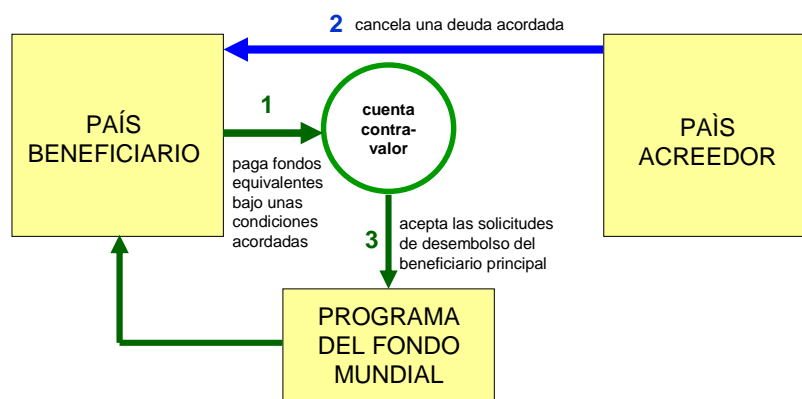 2 cancela una deuda acordada
PAÍS
BENEFICIARIO
1
paga fondos
equivalentes
bajo unas
condiciones
acordadas
cuenta
contra-
valor
PAÌS
ACREEDOR
3
acepta las solicitudes
de desembolso del
beneficiario principal
PROGRAMA
DEL FONDO
MUNDIAL